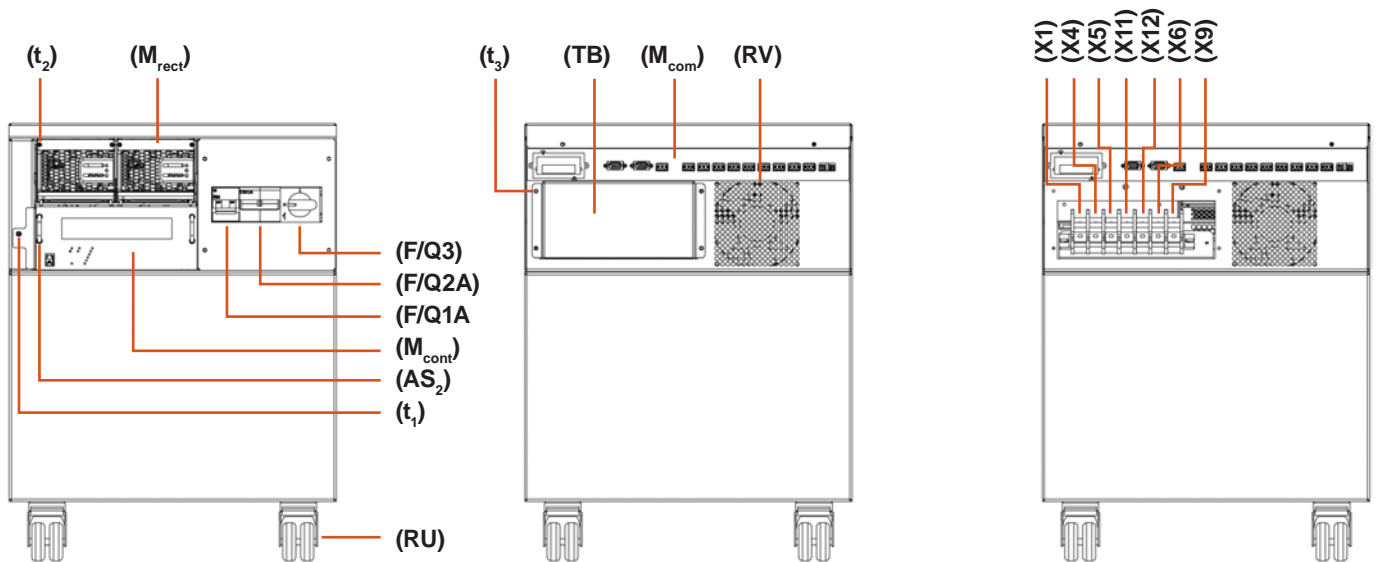 (t2) (Mrect)
(F/Q3)
(F/Q2A)
(F/Q1A
(Mcont)
(AS2)
(t1)
(RU)
(t3) (TB) (Mcom) (RV)
(X1)
(X4)
(X5)
(X11)
(X12)
(X6)
(X9)